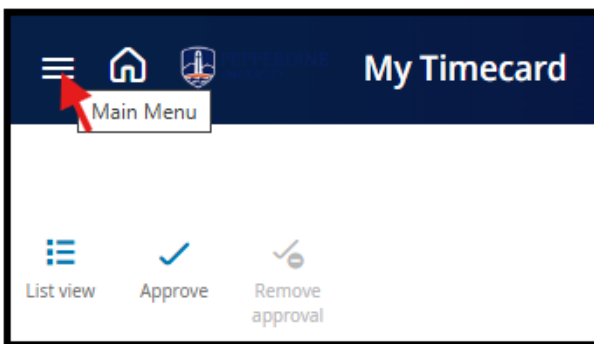 My Timecard
Main Menu
List view
Approve
Remove
approval